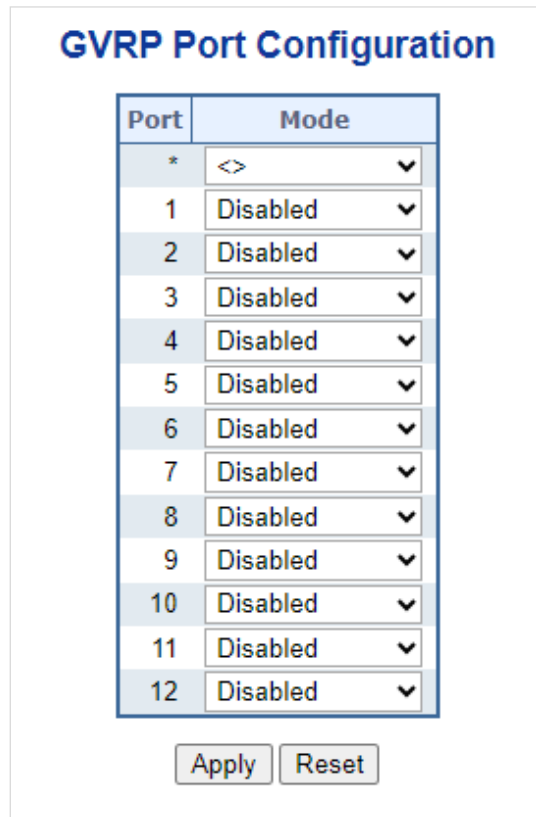 GVRP Port Configuration
Port Mode
* <>
1 Disabled
2 Disabled
3 Disabled
4 Disabled
5 Disabled
6 Disabled
7 Disabled
8 Disabled
9 Disabled
10 Disabled
11 Disabled
12 Disabled
Apply Reset